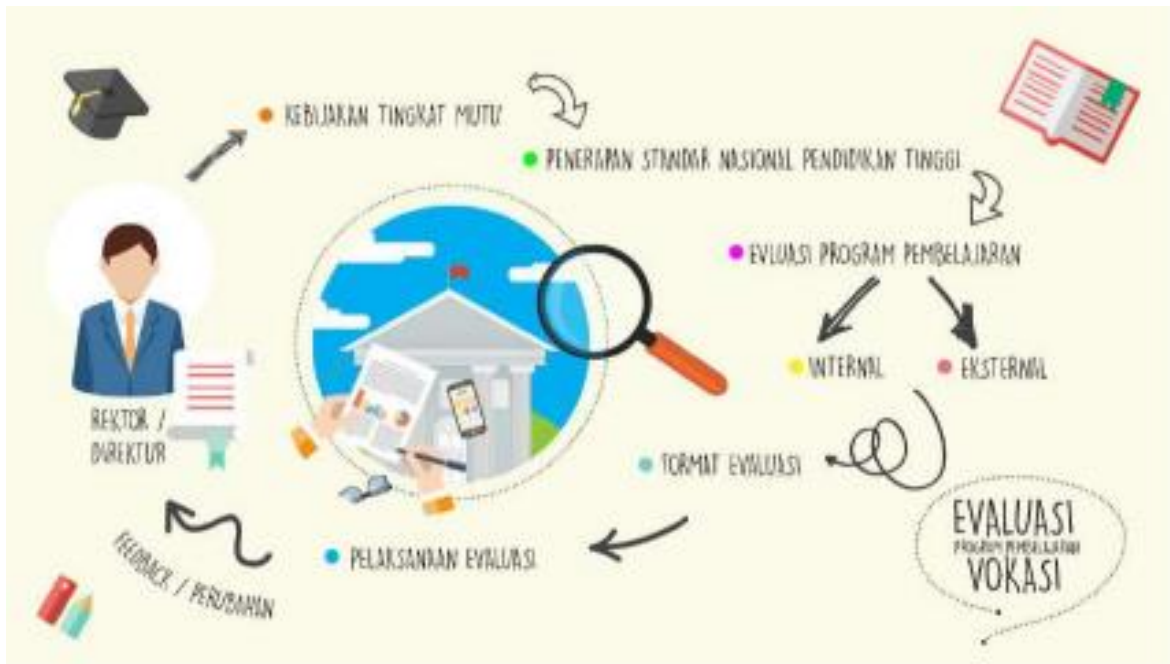 KEBIJAKAN TINGKAT MUTU
PENERAPAN STANDAR NASIONAL PENDIDIKAN TINGGI
EVLUASI PROGRAM PEMBELAJARAN
INTERNAL
EKSTERNAL
REKTOR /
DIREKTUR
FORMAT EVALUASI
EVALUASI
PROGRAM PEMBELAJARAN
VOKASI
PELAKSANAAN EVALUASI
FEEDBACK / PERUBAHAN